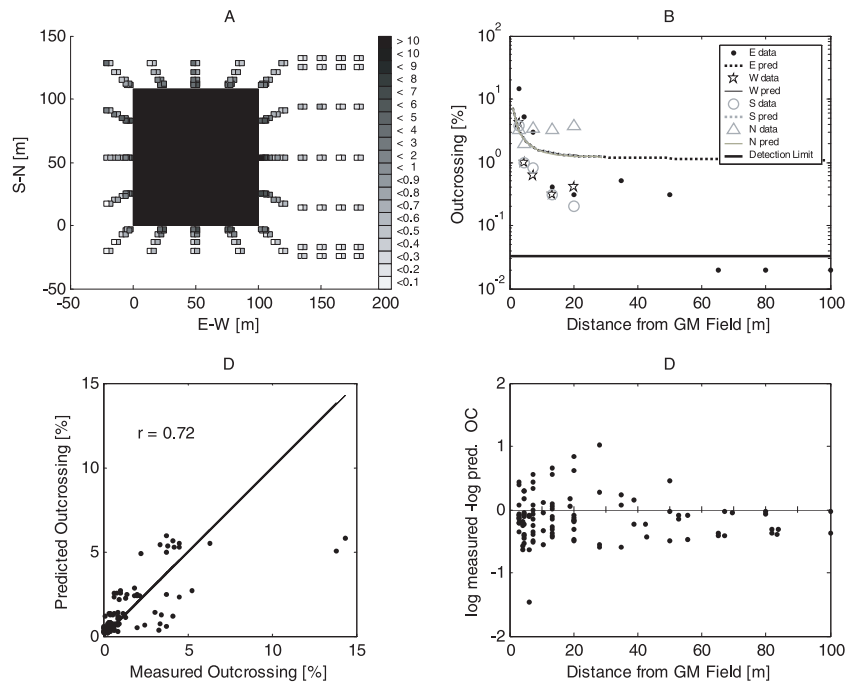 A
S-N [m]
150
100
50
0
-50
-50
0
50
100
150
200
E-W [m]
> 10
< 10
< 9
< 8
< 7
< 6
< 5
< 4
< 3
< 2
< 1
<0.9
<0.8
<0.7
<0.6
<0.5
<0.4
<0.3
<0.2
<0.1
B
Outcrossing [%]
10^2
10^1
10^0
10^-1
10^-2
0
20
40
60
80
100
Distance from GM Field [m]
E data
E pred
W data
W pred
S data
S pred
N data
N pred
Detection Limit
D
Predicted Outcrossing [%]
15
10
5
0
r = 0.72
0
5
10
15
Measured Outcrossing [%]
D
log measured -log pred. OC
2
1
0
-1
-2
0
20
40
60
80
100
Distance from GM Field [m]